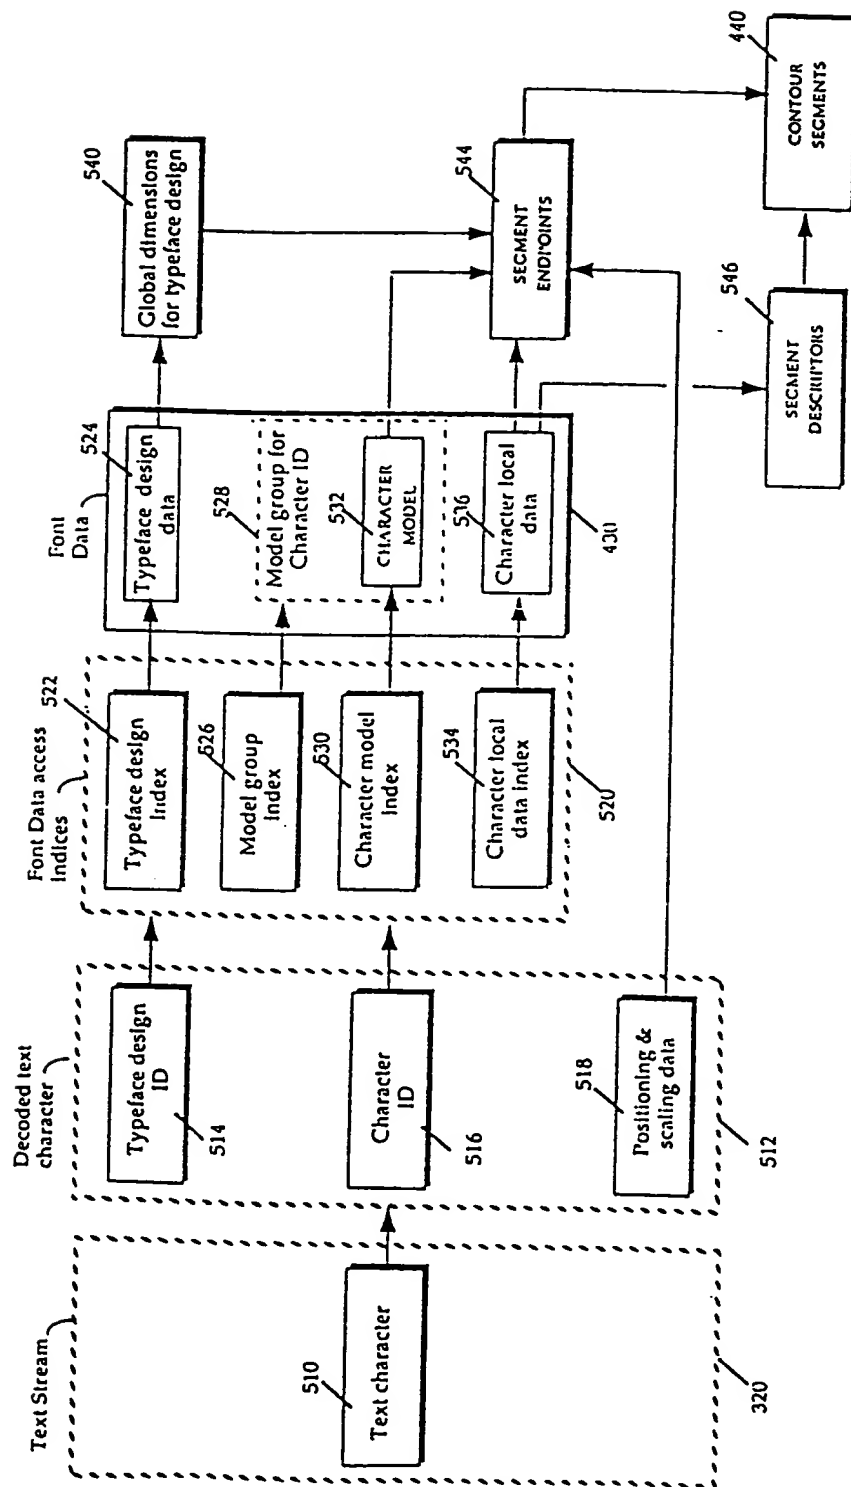 Text Stream
510
Text character
320
Decoded text
character
Typeface design
ID
514
Character
ID
516
518
Positioning &
scaling data
512
Font Data access
Indices
522
Typeface design
Index
526
Model group
Index
530
Character model
Index
534
Character local
data index
520
Font
Data
524
Typeface design
data
528
Model group for
Character ID
532
CHARACTER
MODEL
536
Character local
data
430
540
Global dimensions
for typeface design
544
SEGMENT
ENDPOINTS
546
SEGMENT
DESCRIPTORS
440
CONTOUR
SEGMENTS